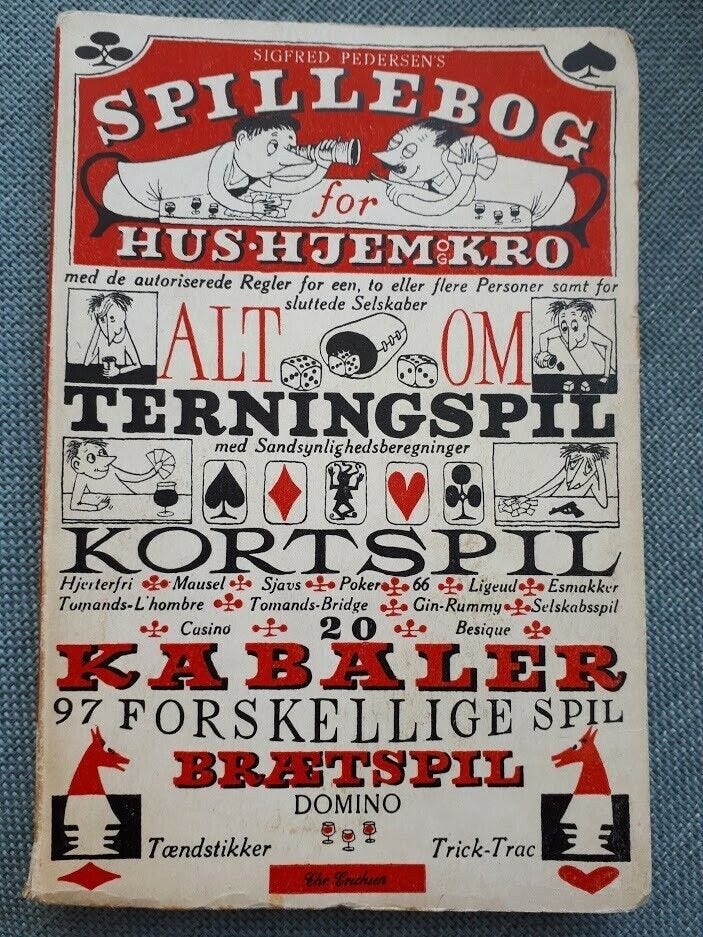 SIGFRED PEDERSEN'S
SPILLEBOG
for
HUS·HJEM OG KRO
med de autoriserede Regler for een, to eller flere Personer samt for
sluttede Selskaber
ALT OM
TERNINGSPIL
med Sandsynlighedsberegninger
KORTSPIL
Hjerterfri Mausel Sjavs Poker 66 Ligeud Esmakker
Tomands-L'hombre Tomands-Bridge Gin-Rummy Selskabsspil
Casino 20 Besique
KABALER
97 FORSKELLIGE SPIL
BRÆTSPIL
DOMINO
Tændstikker Trick-Trac
Chr. Erichsen